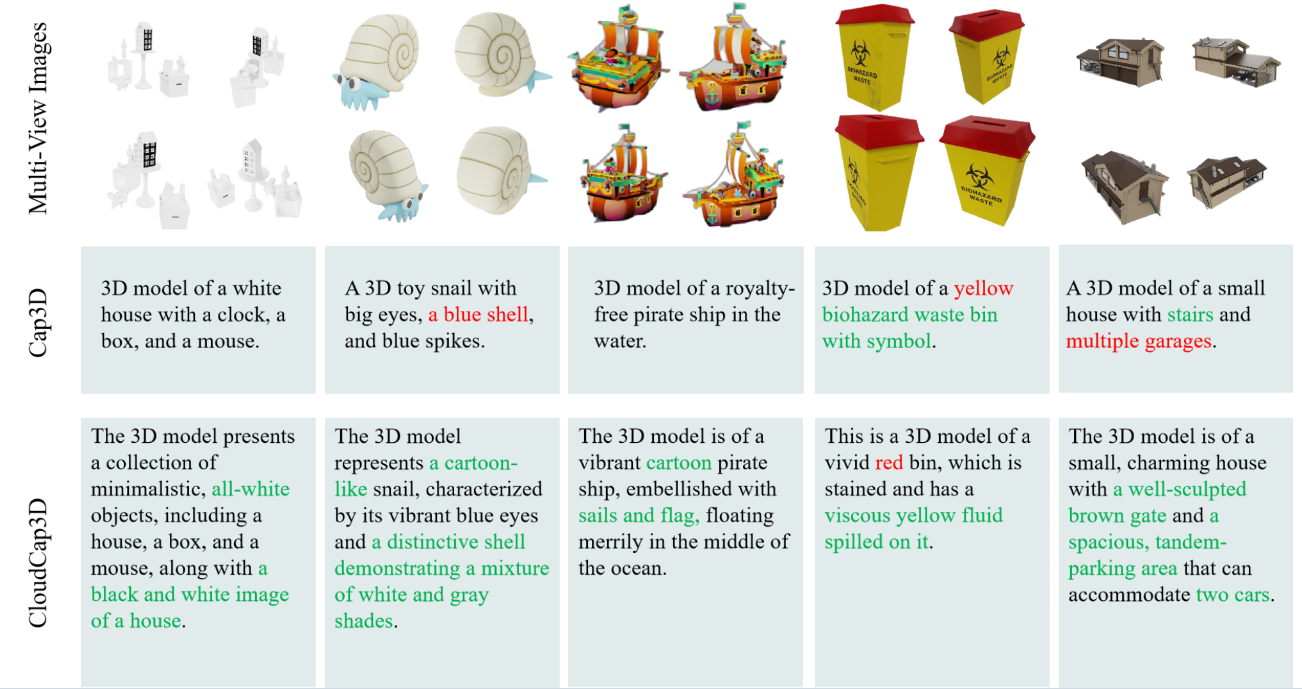 Multi-View Images
BIOHAZARD
WASTE
BIOHAZARD
WASTE
BIOHAZARD
WASTE
Cap3D
3D model of a white
house with a clock, a
box, and a mouse.
A 3D toy snail with
big eyes, a blue shell,
and blue spikes.
3D model of a royalty-
free pirate ship in the
water.
3D model of a yellow
biohazard waste bin
with symbol.
A 3D model of a small
house with stairs and
multiple garages.
CloudCap3D
The 3D model presents
a collection of
minimalistic, all-white
objects, including a
house, a box, and a
mouse, along with a
black and white image
of a house.
The 3D model
represents a cartoon-
like snail, characterized
by its vibrant blue eyes
and a distinctive shell
demonstrating a mixture
of white and gray
shades.
The 3D model is of a
vibrant cartoon pirate
ship, embellished with
sails and flag, floating
merrily in the middle of
the ocean.
This is a 3D model of a
vivid red bin, which is
stained and has a
viscous yellow fluid
spilled on it.
The 3D model is of a
small, charming house
with a well-sculpted
brown gate and a
spacious, tandem-
parking area that can
accommodate two cars.